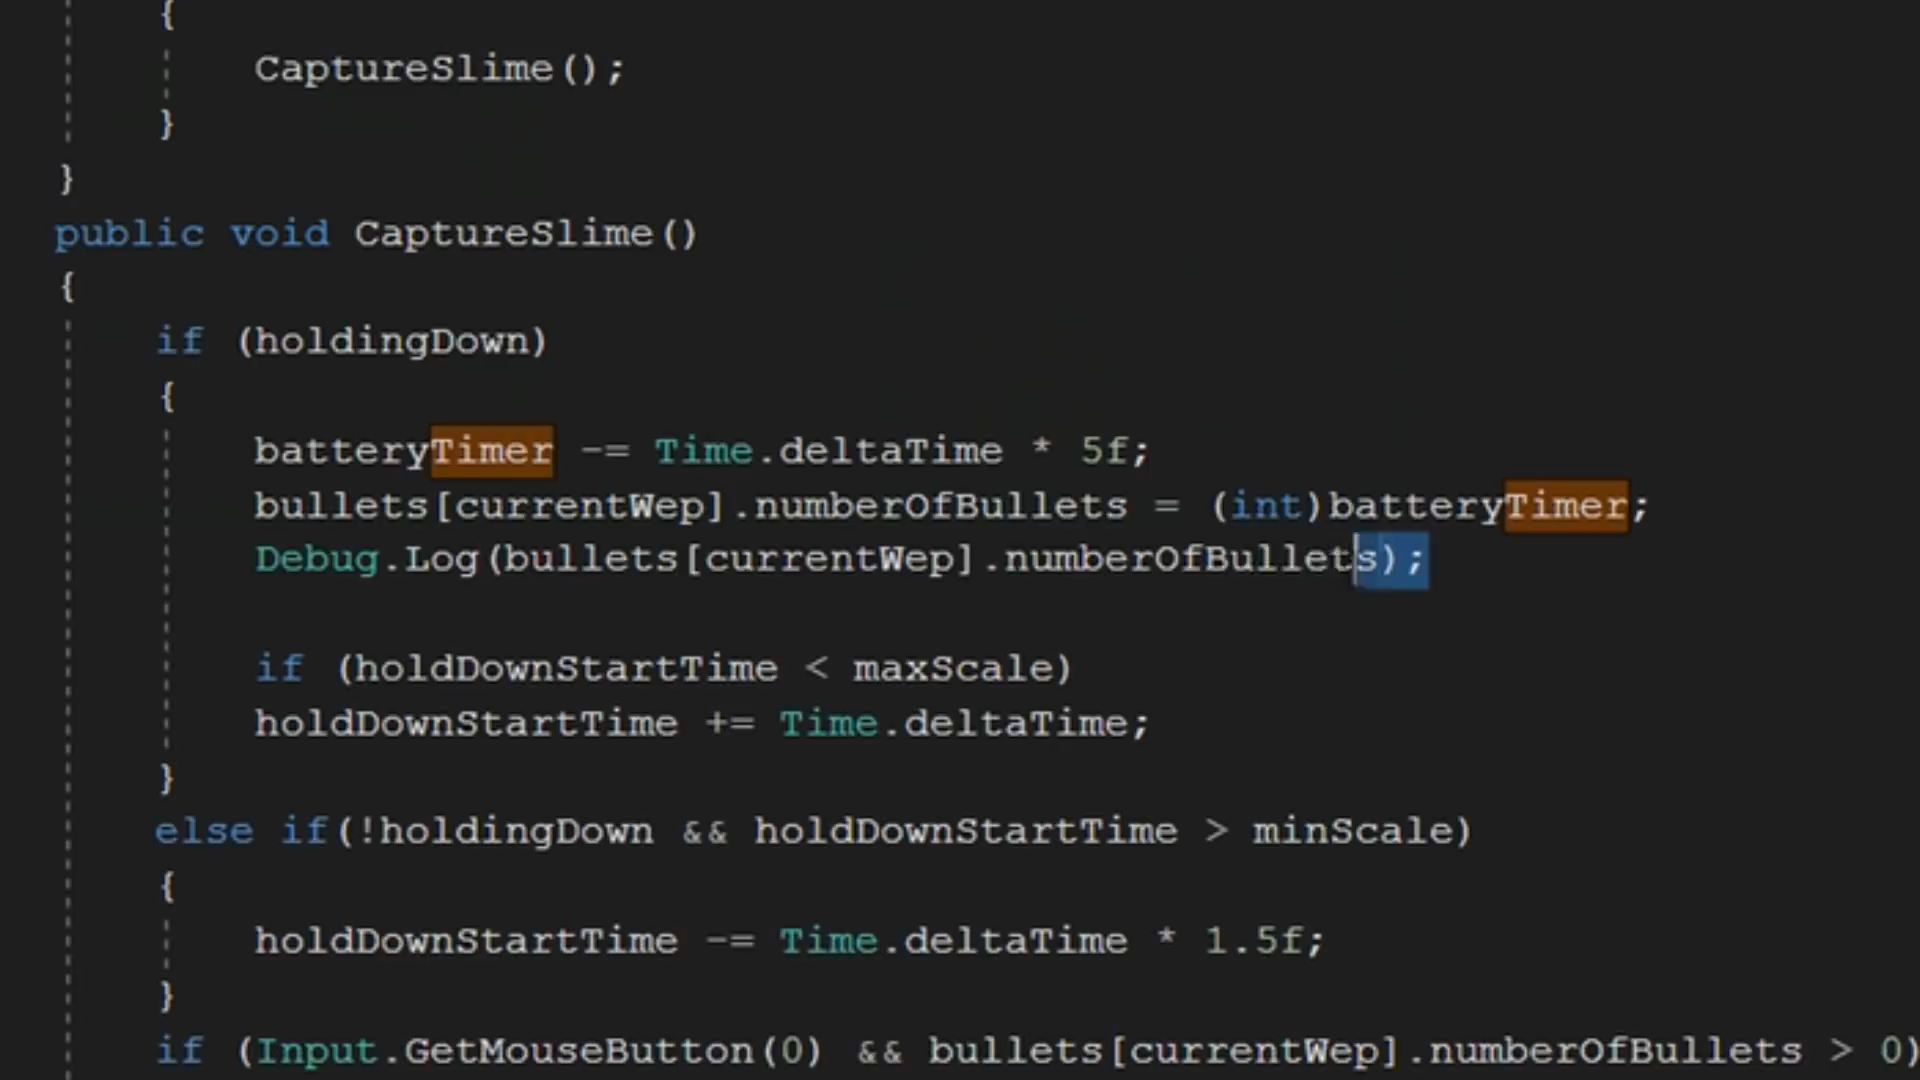 {
CaptureSlime();
}
}
public void CaptureSlime()
{
if (holdingDown)
{
batteryTimer -= Time.deltaTime * 5f;
bullets[currentWep].numberOfBullets = (int)batteryTimer;
Debug.Log(bullets[currentWep].numberOfBullets);
if (holdDownStartTime < maxScale)
holdDownStartTime += Time.deltaTime;
}
else if(!holdingDown && holdDownStartTime > minScale)
{
holdDownStartTime -= Time.deltaTime * 1.5f;
}
if (Input.GetMouseButton(0) && bullets[currentWep].numberOfBullets > 0)